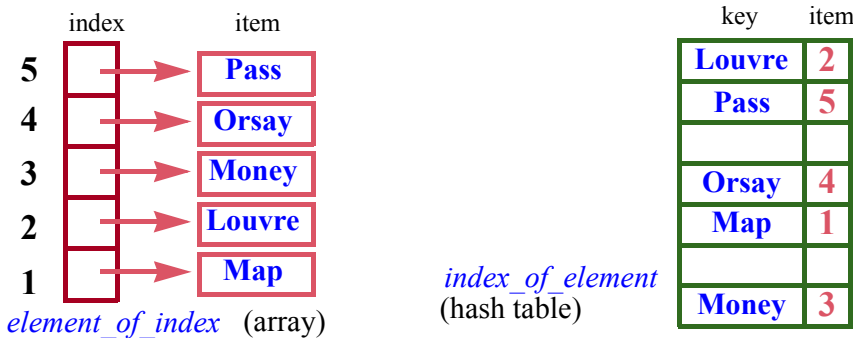 index item
5 Pass
4 Orsay
3 Money
2 Louvre
1 Map
element_of_index (array)
key item
Louvre 2
Pass 5
Orsay 4
Map 1
Money 3
index_of_element
(hash table)